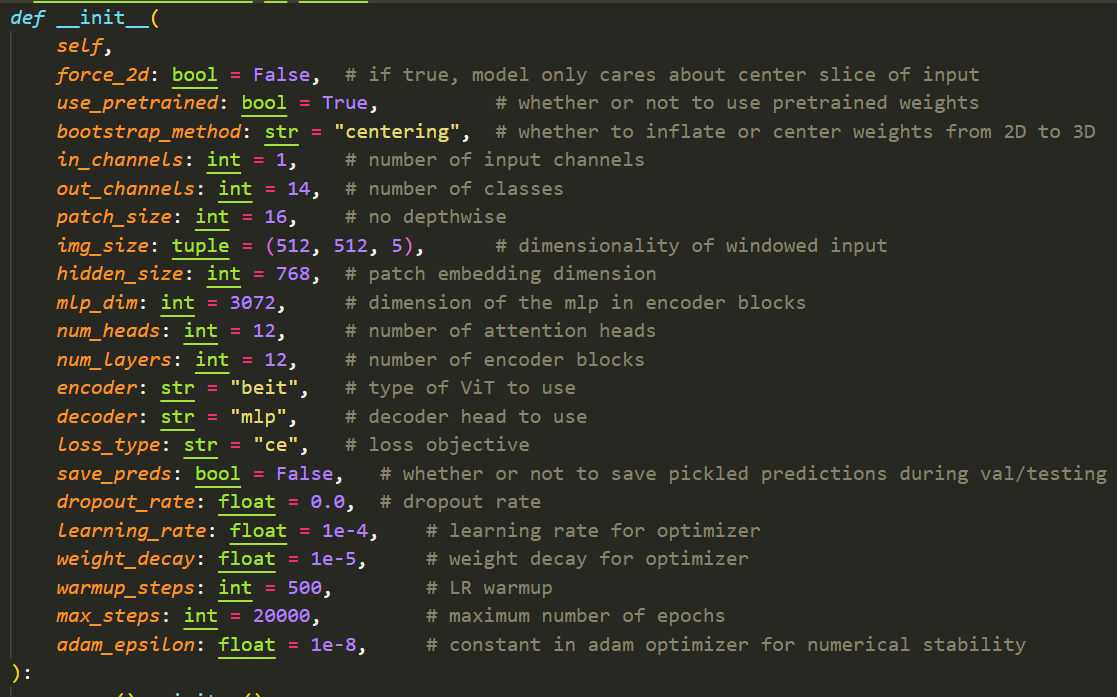 def __init__(
    self,
    force_2d: bool = False,  # if true, model only cares about center slice of input
    use_pretrained: bool = True,          # whether or not to use pretrained weights
    bootstrap_method: str = "centering",  # whether to inflate or center weights from 2D to 3D
    in_channels: int = 1,    # number of input channels
    out_channels: int = 14,  # number of classes
    patch_size: int = 16,    # no depthwise
    img_size: tuple = (512, 512, 5),      # dimensionality of windowed input
    hidden_size: int = 768,  # patch embedding dimension
    mlp_dim: int = 3072,     # dimension of the mlp in encoder blocks
    num_heads: int = 12,     # number of attention heads
    num_layers: int = 12,    # number of encoder blocks
    encoder: str = "beit",   # type of ViT to use
    decoder: str = "mlp",    # decoder head to use
    loss_type: str = "ce",   # loss objective
    save_preds: bool = False,   # whether or not to save pickled predictions during val/testing
    dropout_rate: float = 0.0,  # dropout rate
    learning_rate: float = 1e-4,    # learning rate for optimizer
    weight_decay: float = 1e-5,     # weight decay for optimizer
    warmup_steps: int = 500,        # LR warmup
    max_steps: int = 20000,         # maximum number of epochs
    adam_epsilon: float = 1e-8,     # constant in adam optimizer for numerical stability
):